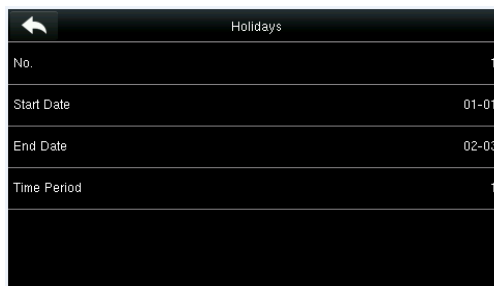 Holidays
No. 1
Start Date 01-01
End Date 02-03
Time Period 1